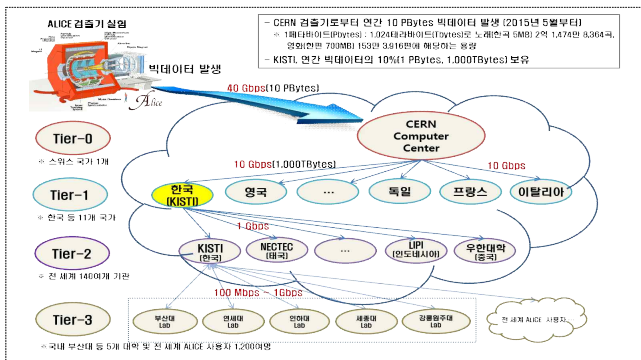 ALICE 검출기 실험
빅데이터 발생
Alice
– CERN 검출기로부터 연간 10 PBytes 빅데이터 발생 (2015년 5월부터)
※ 1페타바이트(Pbyte) : 1,024테라바이트(Tbyte)로 노래(한곡 5MB) 2억 1,474만 8,364곡,
영화(한편 700MB) 153만 3,916편에 해당하는 용량
– KISTI, 연간 빅데이터의 10%(1 PBytes, 1,000TBytes) 보유
40 Gbps(10 PBytes)
CERN
Computer
Center
Tier-0
※ 스위스 국가 1개
10 Gbps(1,000TBytes)
10 Gbps
Tier-1
※ 한국 등 11개 국가
한국
(KISTI)
영국
...
독일
프랑스
이탈리아
1 Gbps
Tier-2
※ 전 세계 140여개 기관
KISTI
(한국)
NECTEC
(태국)
...
LIPI
(인도네시아)
우한대학
(중국)
100 Mbps ~ 1Gbps
Tier-3
※국내 부산대 등 5개 대학 및 전 세계 ALICE 사용자 1,200여명
부산대
Lab
연세대
Lab
인하대
Lab
세종대
Lab
강릉원주대
Lab
전 세계 ALICE 사용자